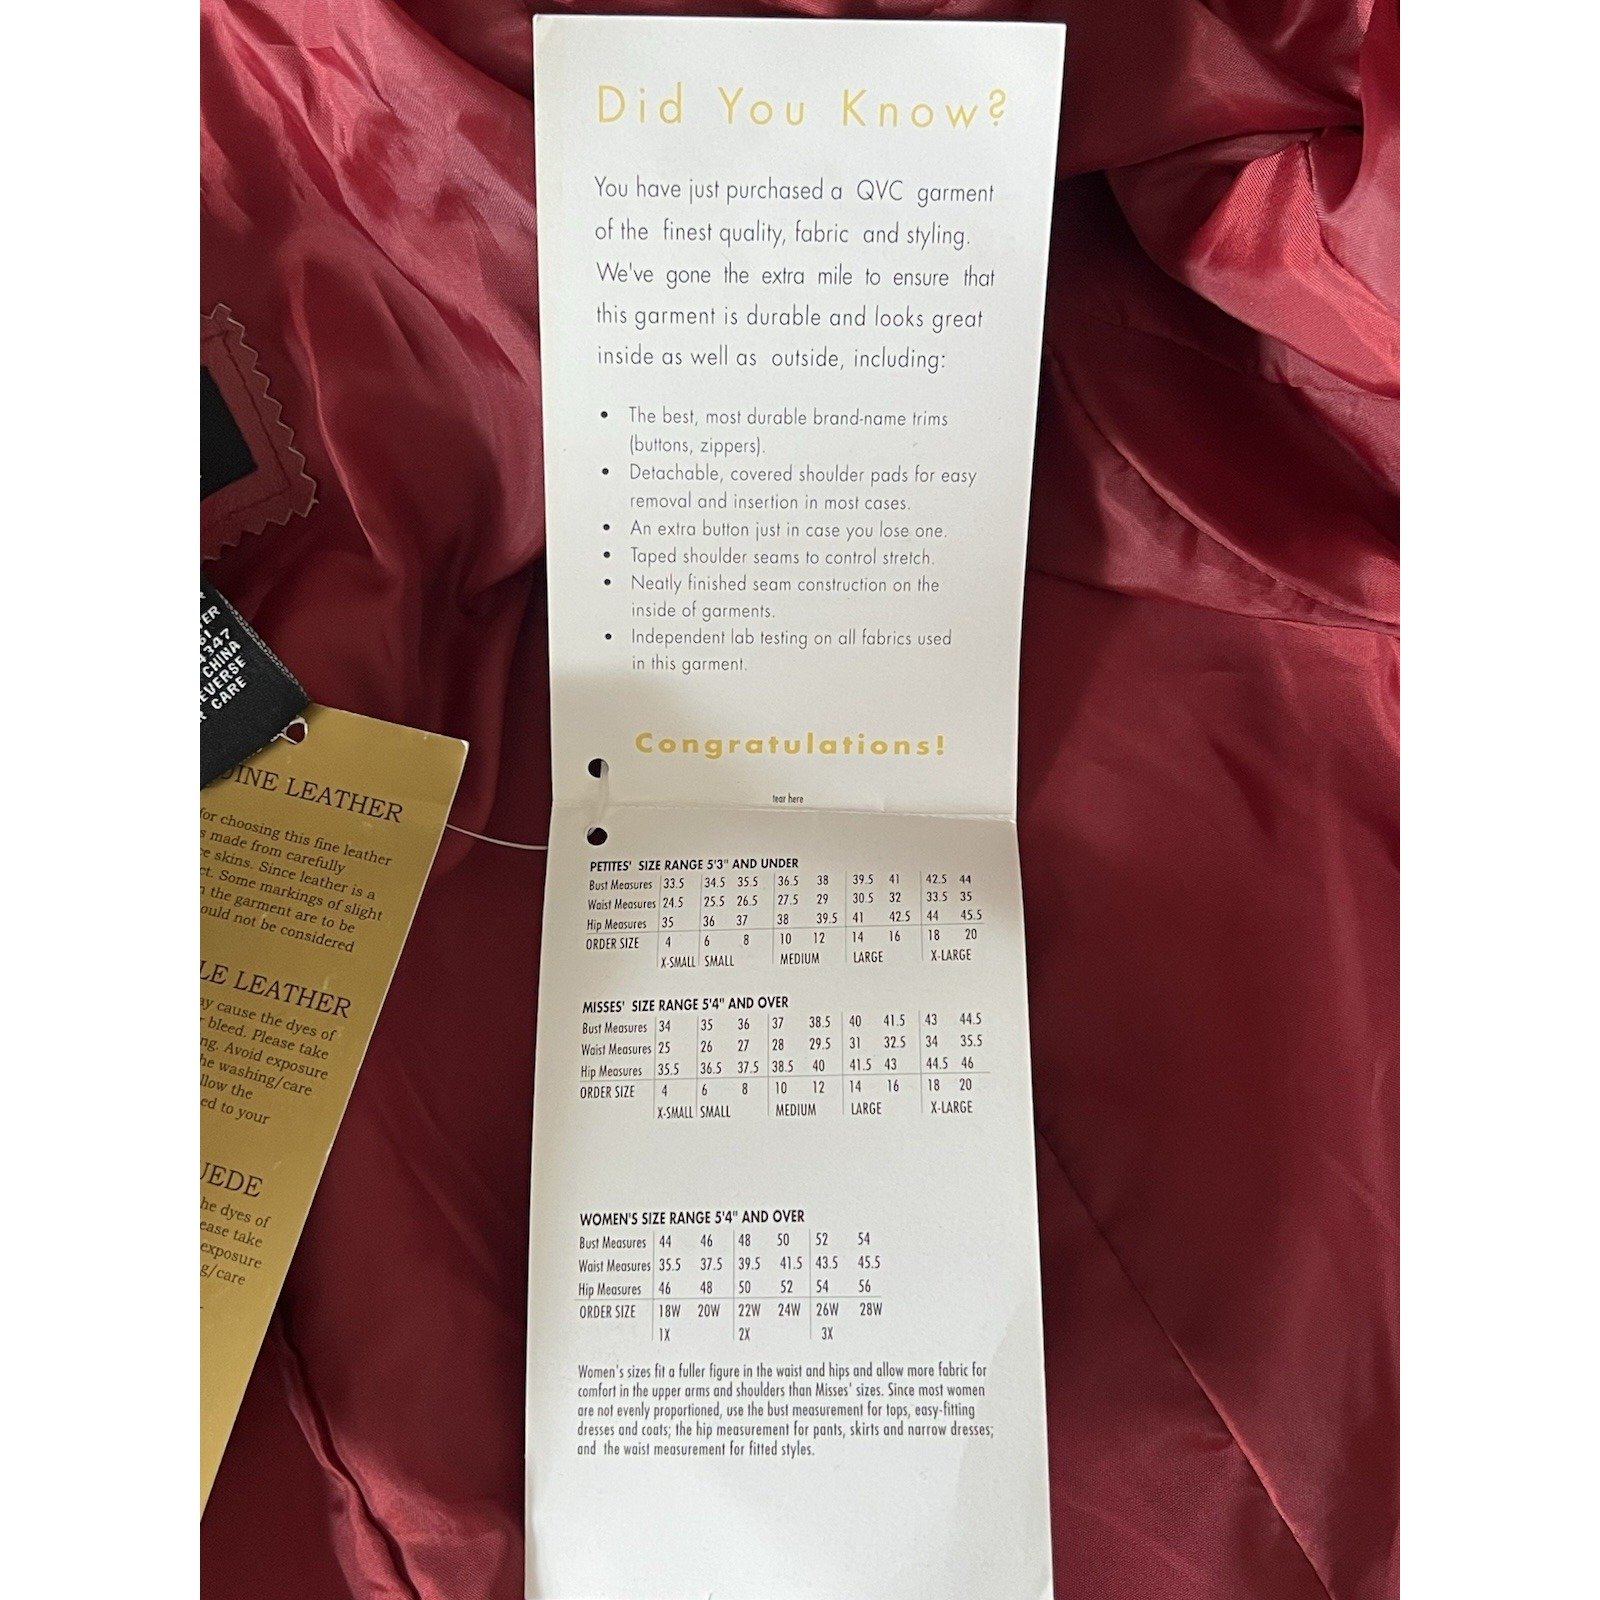 Did You Know?
You have just purchased a QVC garment
of the finest quality, fabric and styling.
We've gone the extra mile to ensure that
this garment is durable and looks great
inside as well as outside, including:
• The best, most durable brand-name trims
(buttons, zippers).
• Detachable, covered shoulder pads for easy
removal and insertion in most cases.
• An extra button just in case you lose one.
• Taped shoulder seams to control stretch.
• Neatly finished seam construction on the
inside of garments.
• Independent lab testing on all fabrics used
in this garment.
Congratulations!
tear here
PETITES' SIZE RANGE 5'3" AND UNDER
Bust Measures 33.5 34.5 35.5 36.5 38 39.5 41 42.5 44
Waist Measures 24.5 25.5 26.5 27.5 29 30.5 32 33.5 35
Hip Measures 35 36 37 38 39.5 41 42.5 44 45.5
ORDER SIZE 4 6 8 10 12 14 16 18 20
X-SMALL SMALL MEDIUM LARGE X-LARGE
MISSES' SIZE RANGE 5'4" AND OVER
Bust Measures 34 35 36 37 38.5 40 41.5 43 44.5
Waist Measures 25 26 27 28 29.5 31 32.5 34 35.5
Hip Measures 35.5 36.5 37.5 38.5 40 41.5 43 44.5 46
ORDER SIZE 4 6 8 10 12 14 16 18 20
X-SMALL SMALL MEDIUM LARGE X-LARGE
WOMEN'S SIZE RANGE 5'4" AND OVER
Bust Measures 44 46 48 50 52 54
Waist Measures 35.5 37.5 39.5 41.5 43.5 45.5
Hip Measures 46 48 50 52 54 56
ORDER SIZE 18W 20W 22W 24W 26W 28W
1X 2X 3X
Women's sizes fit a fuller figure in the waist and hips and allow more fabric for
comfort in the upper arms and shoulders than Misses' sizes. Since most women
are not evenly proportioned, use the bust measurement for tops, easy-fitting
dresses and coats; the hip measurement for pants, skirts and narrow dresses;
and the waist measurement for fitted styles.
347
CHINA
CARE
LEATHER
for choosing this fine leather
made from carefully
skins. Since leather is a
Some markings of slight
the garment are to be
not be considered
LEATHER
cause the dyes of
bleed. Please take
Avoid exposure
washing/care
the
to your
dyes of
take
exposure
care